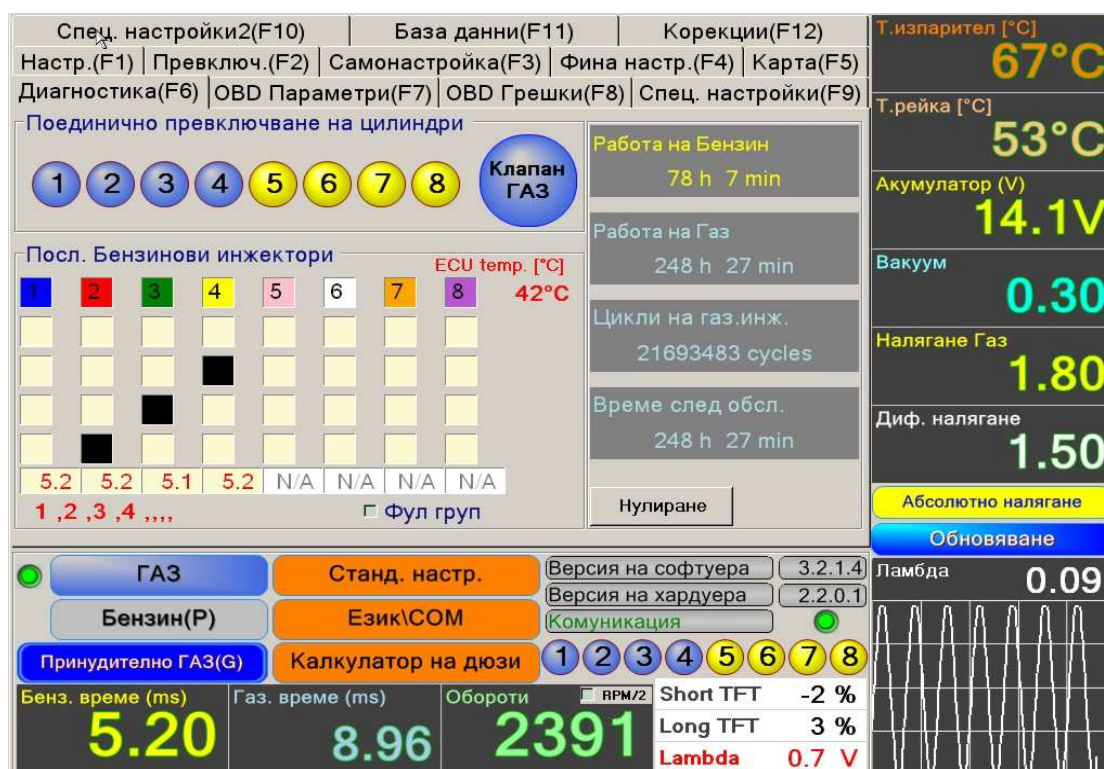 Спец. настройки2(F10) База данни(F11) Корекции(F12)
Настр.(F1) Превключ.(F2) Самонастройка(F3) Фина настр.(F4) Карта(F5)
Диагностика(F6) OBD Параметри(F7) OBD Грешки(F8) Спец. настройки(F9)
Поединично превключване на цилиндри
1 2 3 4 5 6 7 8
Клапан
ГАЗ
Посл. Бензинови инжектори
ECU temp. [°C]
1 2 3 4 5 6 7 8 42°C
5.2 5.2 5.1 5.2 N/A N/A N/A N/A
1 ,2 ,3 ,4 ,,,,
Фул груп
Работа на Бензин
78 h 7 min
Работа на Газ
248 h 27 min
Цикли на газ.инж.
21693483 cycles
Време след обсл.
248 h 27 min
Нулиране
Т.изпарител [°C]
67°C
Т.рейка [°C]
53°C
Акумулатор (V)
14.1V
Вакуум
0.30
Налягане Газ
1.80
Диф. налягане
1.50
Абсолютно налягане
Обновяване
Ламбда
0.09
ГАЗ
Бензин(P)
Принудително ГАЗ(G)
Станд. настр.
Език\COM
Калкулатор на дюзи
Версия на софтуера 3.2.1.4
Версия на хардуера 2.2.0.1
Комуникация
1 2 3 4 5 6 7 8
Бенз. време (ms)
5.20
Газ. време (ms)
8.96
Обороти
RPM/2
2391
Short TFT -2 %
Long TFT 3 %
Lambda 0.7 V